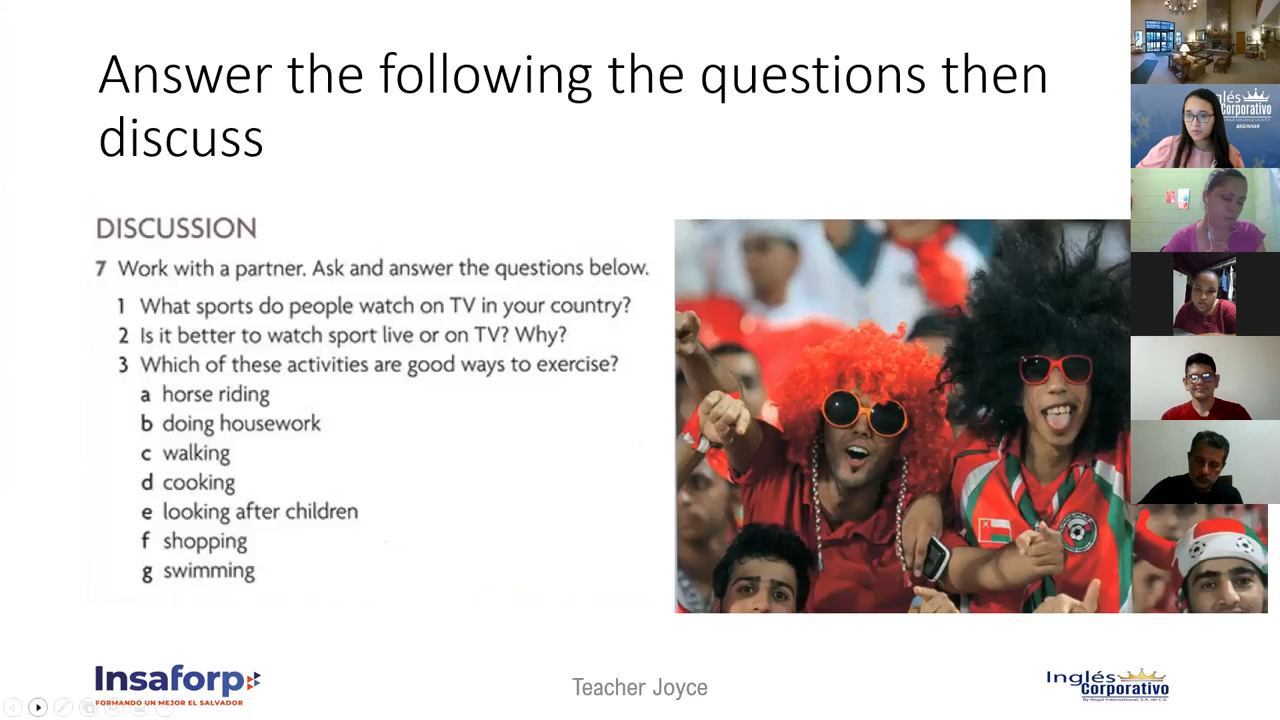 Answer the following the questions then
discuss
DISCUSSION
7 Work with a partner. Ask and answer the questions below.
1 What sports do people watch on TV in your country?
2 Is it better to watch sport live or on TV? Why?
3 Which of these activities are good ways to exercise?
a horse riding
b doing housework
c walking
d cooking
e looking after children
f shopping
g swimming
Insaforp
FORMANDO UN MEJOR EL SALVADOR
Teacher Joyce
Inglés
Corporativo
By Regal International, S.A. de C.V.
glés
Corporativo
BEGINNER